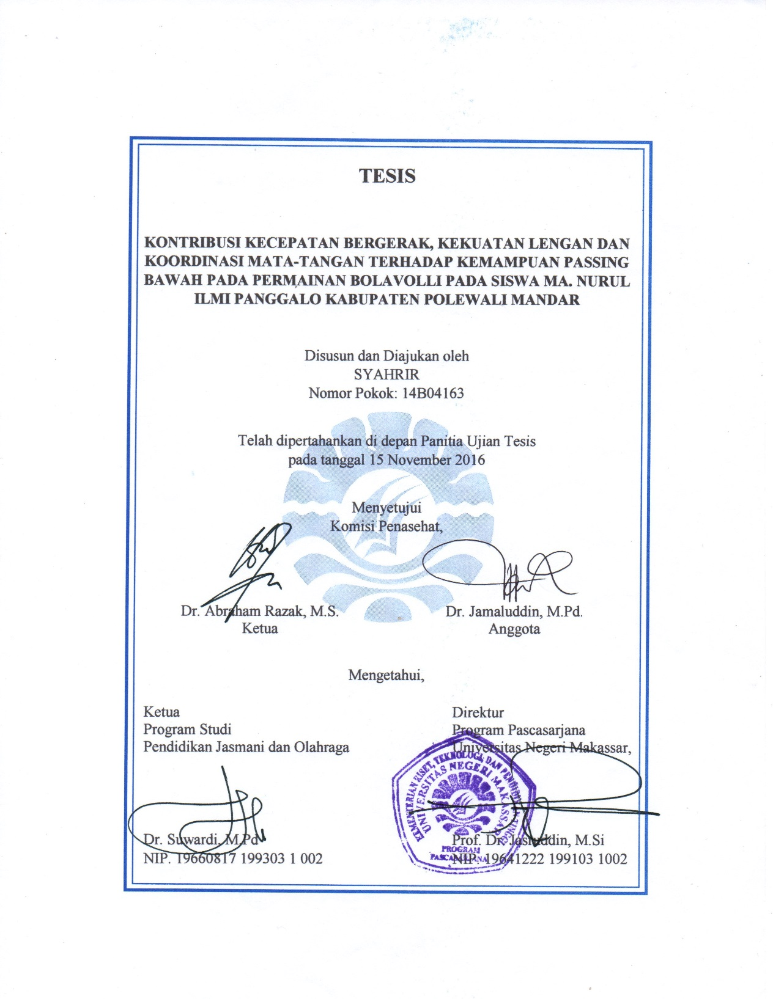 TESIS
KONTRIBUSI KECEPATAN BERGERAK, KEKUATAN LENGAN DAN
KOORDINASI MATA-TANGAN TERHADAP KEMAMPUAN PASSING
BAWAH PADA PERMAINAN BOLAVOLLI PADA SISWA MA. NURUL
ILMI PANGGALO KABUPATEN POLEWALI MANDAR
Disusun dan Diajukan oleh
SYAHRIR
Nomor Pokok: 14B04163
Telah dipertahankan di depan Panitia Ujian Tesis
pada tanggal 15 November 2016
Menyetujui
Komisi Penasehat,
Dr. Abraham Razak, M.S.
Ketua
Dr. Jamaluddin, M.Pd.
Anggota
Mengetahui,
Ketua
Program Studi
Pendidikan Jasmani dan Olahraga
Dr. Suwardi, M.Pd
NIP. 19660817 199303 1 002
Direktur
Program Pascasarjana
Universitas Negeri Makassar,
KEMENTERIAN RISET, TEKNOLOGI, DAN PENDIDIKAN TINGGI
UNIVERSITAS NEGERI MAKASSAR
PROGRAM
PASCASARJANA
Prof. Dr. Jasruddin, M.Si
NIP. 19641222 199103 1002